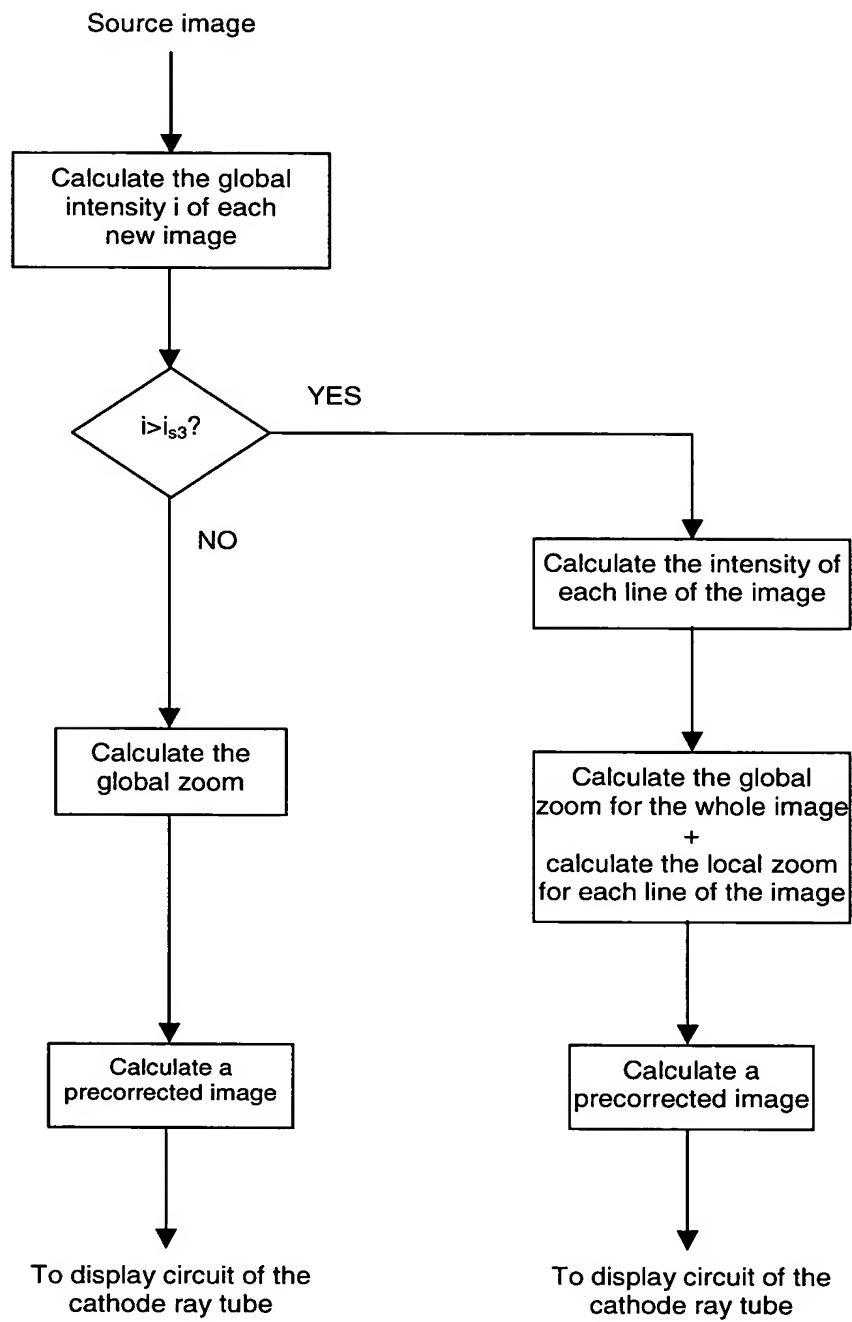 Source image
Calculate the global
intensity i of each
new image
i>is3?
YES
NO
Calculate the intensity of
each line of the image
Calculate the
global zoom
Calculate the global
zoom for the whole image
+
calculate the local zoom
for each line of the image
Calculate a
precorrected image
Calculate a
precorrected image
To display circuit of the
cathode ray tube
To display circuit of the
cathode ray tube